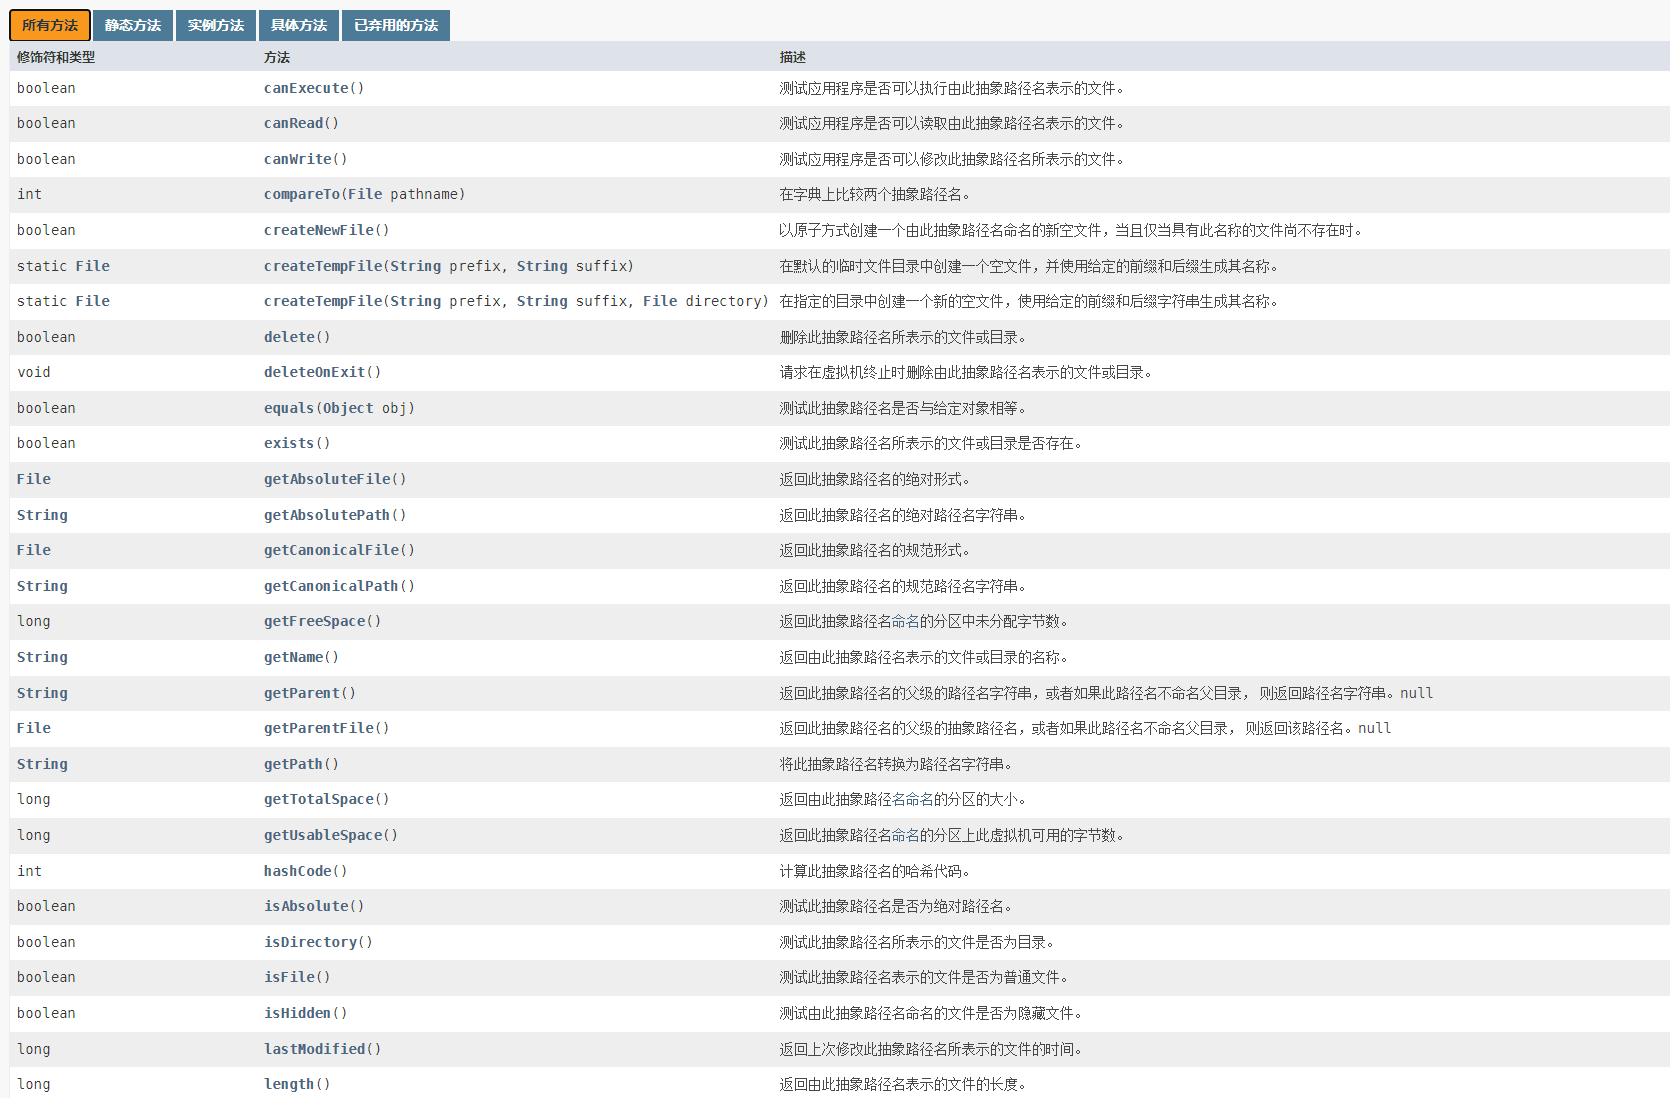 所有方法 静态方法 实例方法 具体方法 已弃用的方法
修饰符和类型 方法 描述
boolean canExecute() 测试应用程序是否可以执行由此抽象路径名表示的文件。
boolean canRead() 测试应用程序是否可以读取由此抽象路径名表示的文件。
boolean canWrite() 测试应用程序是否可以修改此抽象路径名所表示的文件。
int compareTo(File pathname) 在字典上比较两个抽象路径名。
boolean createNewFile() 以原子方式创建一个由此抽象路径名命名的新空文件，当且仅当具有此名称的文件尚不存在时。
static File createTempFile(String prefix, String suffix) 在默认的临时文件目录中创建一个空文件，并使用给定的前缀和后缀生成其名称。
static File createTempFile(String prefix, String suffix, File directory) 在指定的目录中创建一个新的空文件，使用给定的前缀和后缀字符串生成其名称。
boolean delete() 删除此抽象路径名所表示的文件或目录。
void deleteOnExit() 请求在虚拟机终止时删除由此抽象路径名表示的文件或目录。
boolean equals(Object obj) 测试此抽象路径名是否与给定对象相等。
boolean exists() 测试此抽象路径名所表示的文件或目录是否存在。
File getAbsoluteFile() 返回此抽象路径名的绝对形式。
String getAbsolutePath() 返回此抽象路径名的绝对路径名字符串。
File getCanonicalFile() 返回此抽象路径名的规范形式。
String getCanonicalPath() 返回此抽象路径名的规范路径名字符串。
long getFreeSpace() 返回此抽象路径名命名的分区中未分配字节数。
String getName() 返回由此抽象路径名表示的文件或目录的名称。
String getParent() 返回此抽象路径名的父级的路径名字符串，或者如果此路径名不命名父目录， 则返回路径名字符串。null
File getParentFile() 返回此抽象路径名的父级的抽象路径名，或者如果此路径名不命名父目录， 则返回该路径名。null
String getPath() 将此抽象路径名转换为路径名字符串。
long getTotalSpace() 返回由此抽象路径名命名的分区的大小。
long getUsableSpace() 返回此抽象路径名命名的分区上此虚拟机可用的字节数。
int hashCode() 计算此抽象路径名的哈希代码。
boolean isAbsolute() 测试此抽象路径名是否为绝对路径名。
boolean isDirectory() 测试此抽象路径名所表示的文件是否为目录。
boolean isFile() 测试此抽象路径名表示的文件是否为普通文件。
boolean isHidden() 测试由此抽象路径名命名的文件是否为隐藏文件。
long lastModified() 返回上次修改此抽象路径名所表示的文件的时间。
long length() 返回由此抽象路径名表示的文件的长度。